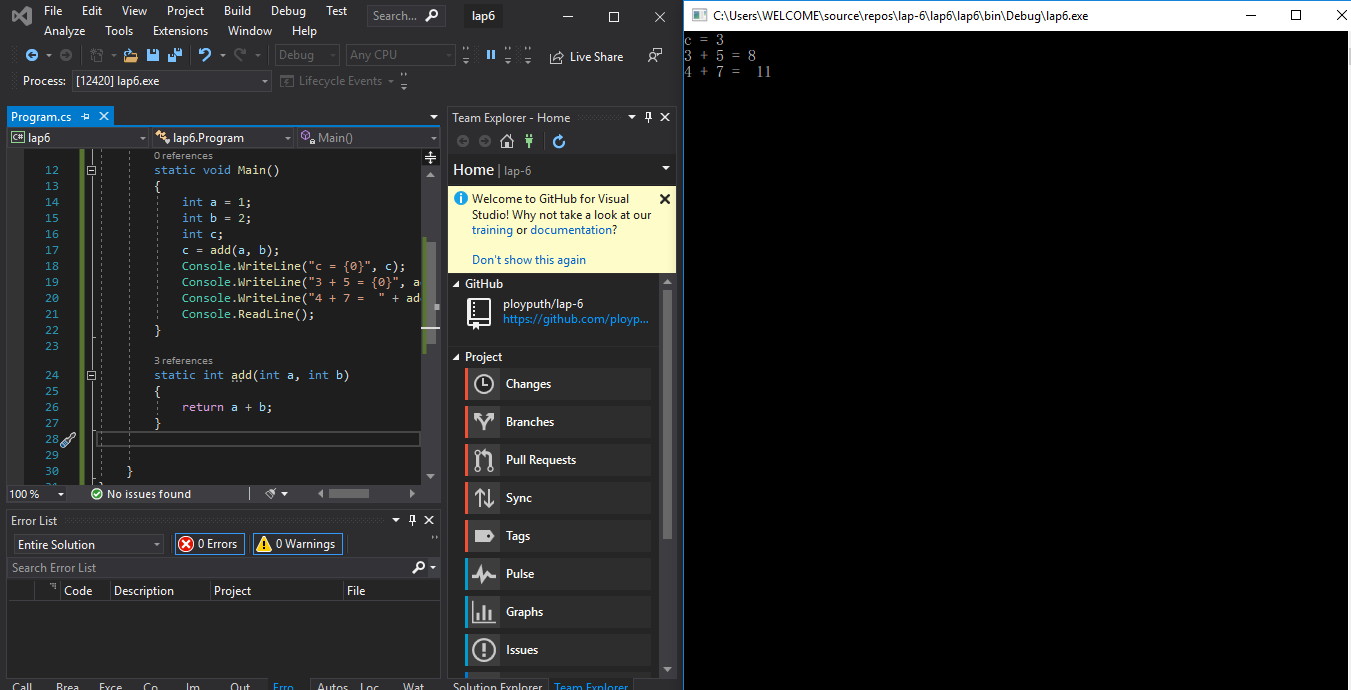 File Edit View Project Build Debug Test Search... lap6
Analyze Tools Extensions Window Help
Debug Any CPU Live Share
Process: [12420] lap6.exe Lifecycle Events
Program.cs
C# lap6 lap6.Program Main()
0 references
12 static void Main()
13 {
14 int a = 1;
15 int b = 2;
16 int c;
17 c = add(a, b);
18 Console.WriteLine("c = {0}", c);
19 Console.WriteLine("3 + 5 = {0}", a
20 Console.WriteLine("4 + 7 =  " + ad
21 Console.ReadLine();
22 }
23
3 references
24 static int add(int a, int b)
25 {
26 return a + b;
27 }
28
29
30 }
100 % No issues found
Error List
Entire Solution 0 Errors 0 Warnings
Search Error List
Code Description Project File
Call Brea Exce Co Im Out Erro Autos Loc Wat
Team Explorer - Home
Home | lap-6
Welcome to GitHub for Visual
Studio! Why not take a look at our
training or documentation?
Don't show this again
GitHub
ployputh/lap-6
https://github.com/ployp...
Project
Changes
Branches
Pull Requests
Sync
Tags
Pulse
Graphs
Issues
Solution Explorer Team Explorer
C:\Users\WELCOME\source\repos\lap-6\lap6\lap6\bin\Debug\lap6.exe
c = 3
3 + 5 = 8
4 + 7 =  11